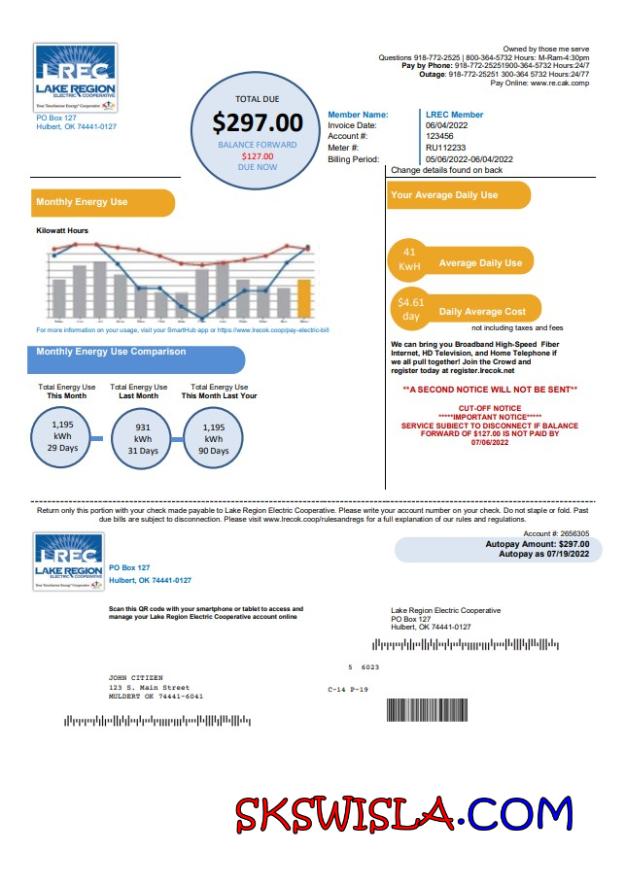 LREC
LAKE REGION
ELECTRIC COOPERATIVE
Your Touchstone Energy® Cooperative
PO Box 127
Hulbert, OK 74441-0127
TOTAL DUE
$297.00
BALANCE FORWARD
$127.00
DUE NOW
Owned by those me serve
Questions 918-772-2525 | 800-364-5732 Hours: M-Ram-4:30pm
Pay by Phone: 918-772-25251900-364-5732 Hours:24/7
Outage: 918-772-25251 300-364 5732 Hours:24/77
Pay Online: www.re.cak.comp
Member Name: LREC Member
Invoice Date: 06/04/2022
Account #: 123456
Meter #: RU112233
Billing Period: 05/06/2022-06/04/2022
Change details found on back
Monthly Energy Use
Kilowatt Hours
For more information on your usage, visit your SmartHub app or https://www.lrecok.coop/pay-electric-bill
Monthly Energy Use Comparison
Total Energy Use
This Month
Total Energy Use
Last Month
Total Energy Use
This Month Last Your
1,195
kWh
29 Days
931
kWh
31 Days
1,195
kWh
90 Days
Your Average Daily Use
41
KwH
Average Daily Use
$4.61
day
Daily Average Cost
not including taxes and fees
We can bring you Broadband High-Speed Fiber
Internet, HD Television, and Home Telephone if
we all pull together! Join the Crowd and
register today at register.lrecok.net
**A SECOND NOTICE WILL NOT BE SENT**
CUT-OFF NOTICE
*****IMPORTANT NOTICE*****
SERVICE SUBIECT TO DISCONNECT IF BALANCE
FORWARD OF $127.00 IS NOT PAID BY
07/06/2022
Return only this portion with your check made payable to Lake Region Electric Cooperative. Please write your account number on your check. Do not staple or fold. Past
due bills are subject to disconnection. Please visit www.lrecok.coop/rulesandregs for a full explanation of our rules and regulations.
LREC
LAKE REGION
ELECTRIC COOPERATIVE
Your Touchstone Energy® Cooperative
PO Box 127
Hulbert, OK 74441-0127
Account #: 2656305
Autopay Amount: $297.00
Autopay as 07/19/2022
Scan this QR code with your smartphone or tablet to access and
manage your Lake Region Electric Cooperative account online
Lake Region Electric Cooperative
PO Box 127
Hulbert, OK 74441-0127
5 6023
JOHN CITIZEN
123 S. Main Street
MULDERT OK 74441-6041
C-14 P-19
SKSWISLA.COM